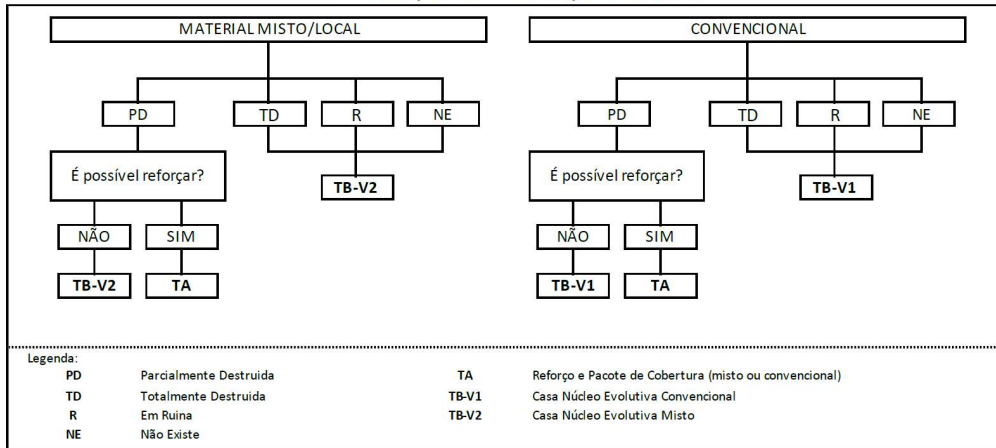 MATERIAL MISTO/LOCAL
PD TD R NE
É possível reforçar?
TB-V2
NÃO SIM
TB-V2 TA
CONVENCIONAL
PD TD R NE
É possível reforçar?
TB-V1
NÃO SIM
TB-V1 TA
Legenda:
PD Parcialmente Destruida
TD Totalmente Destruida
R Em Ruina
NE Não Existe
TA Reforço e Pacote de Cobertura (misto ou convencional)
TB-V1 Casa Núcleo Evolutiva Convencional
TB-V2 Casa Núcleo Evolutiva Misto